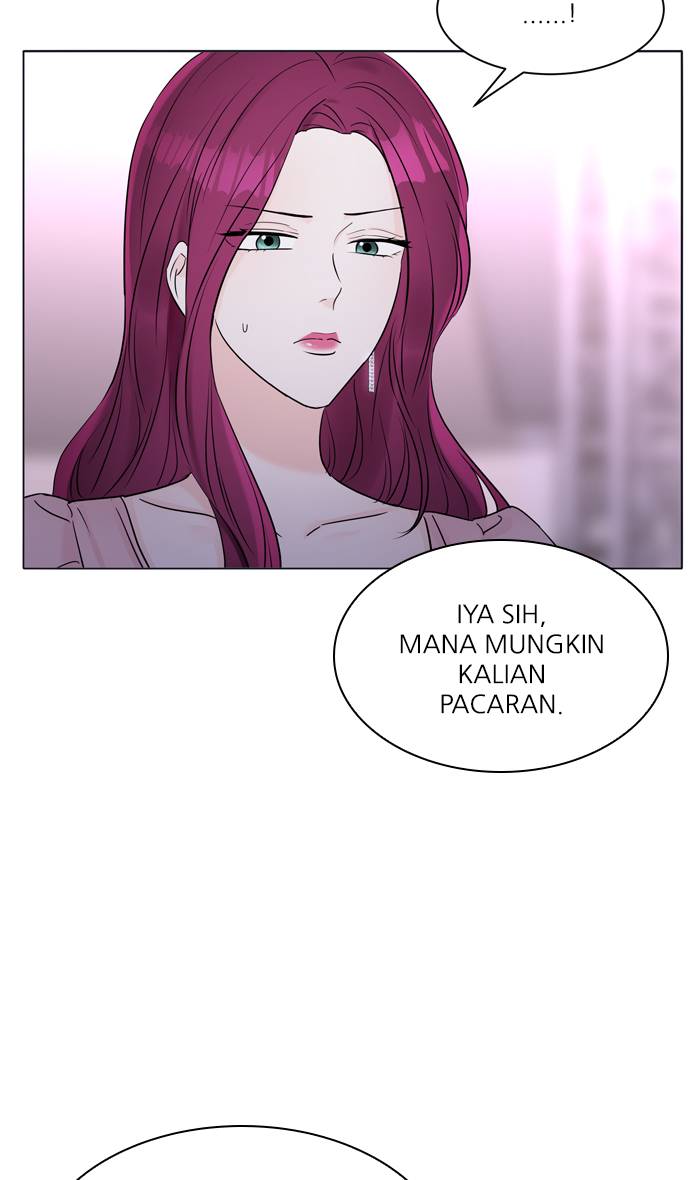 ......!
IYA SIH,
MANA MUNGKIN
KALIAN
PACARAN.